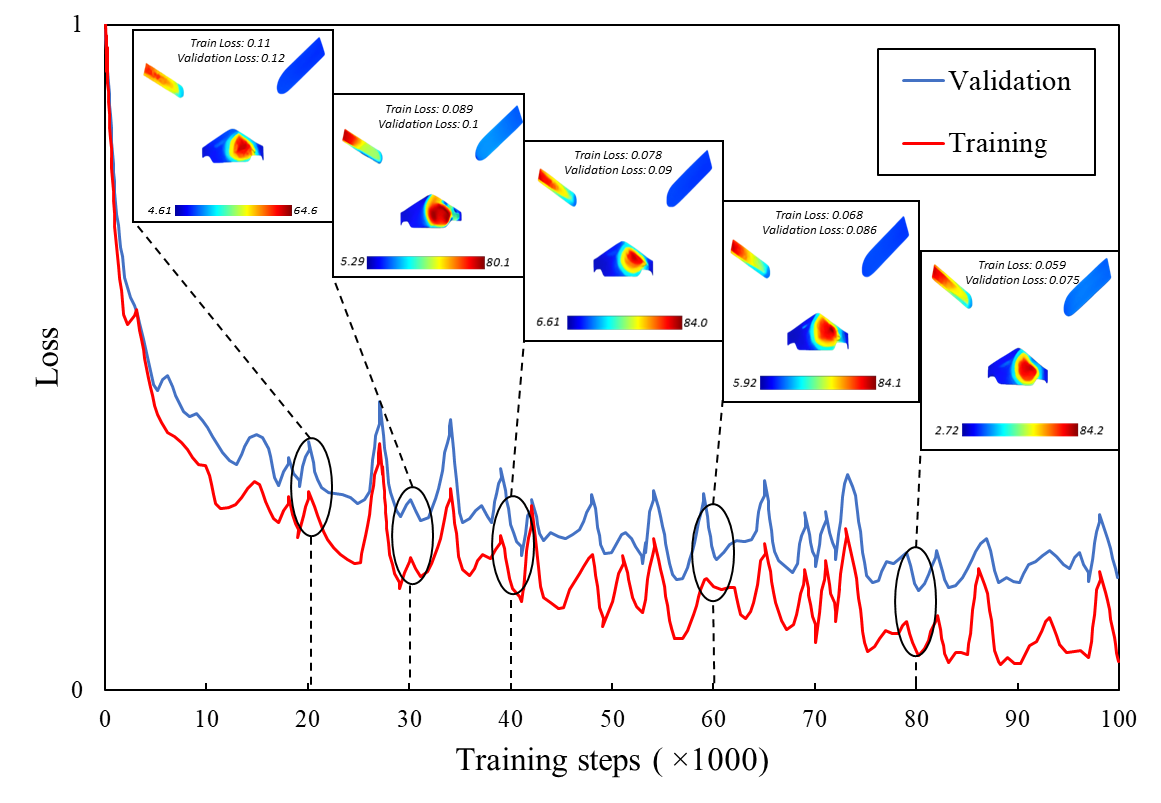 1
Loss
0
Train Loss: 0.11
Validation Loss: 0.12
4.61 64.6
Train Loss: 0.089
Validation Loss: 0.1
5.29 80.1
Train Loss: 0.078
Validation Loss: 0.09
6.61 84.0
Train Loss: 0.068
Validation Loss: 0.086
5.92 84.1
Train Loss: 0.059
Validation Loss: 0.075
2.72 84.2
Validation
Training
0 10 20 30 40 50 60 70 80 90 100
Training steps ( ×1000)